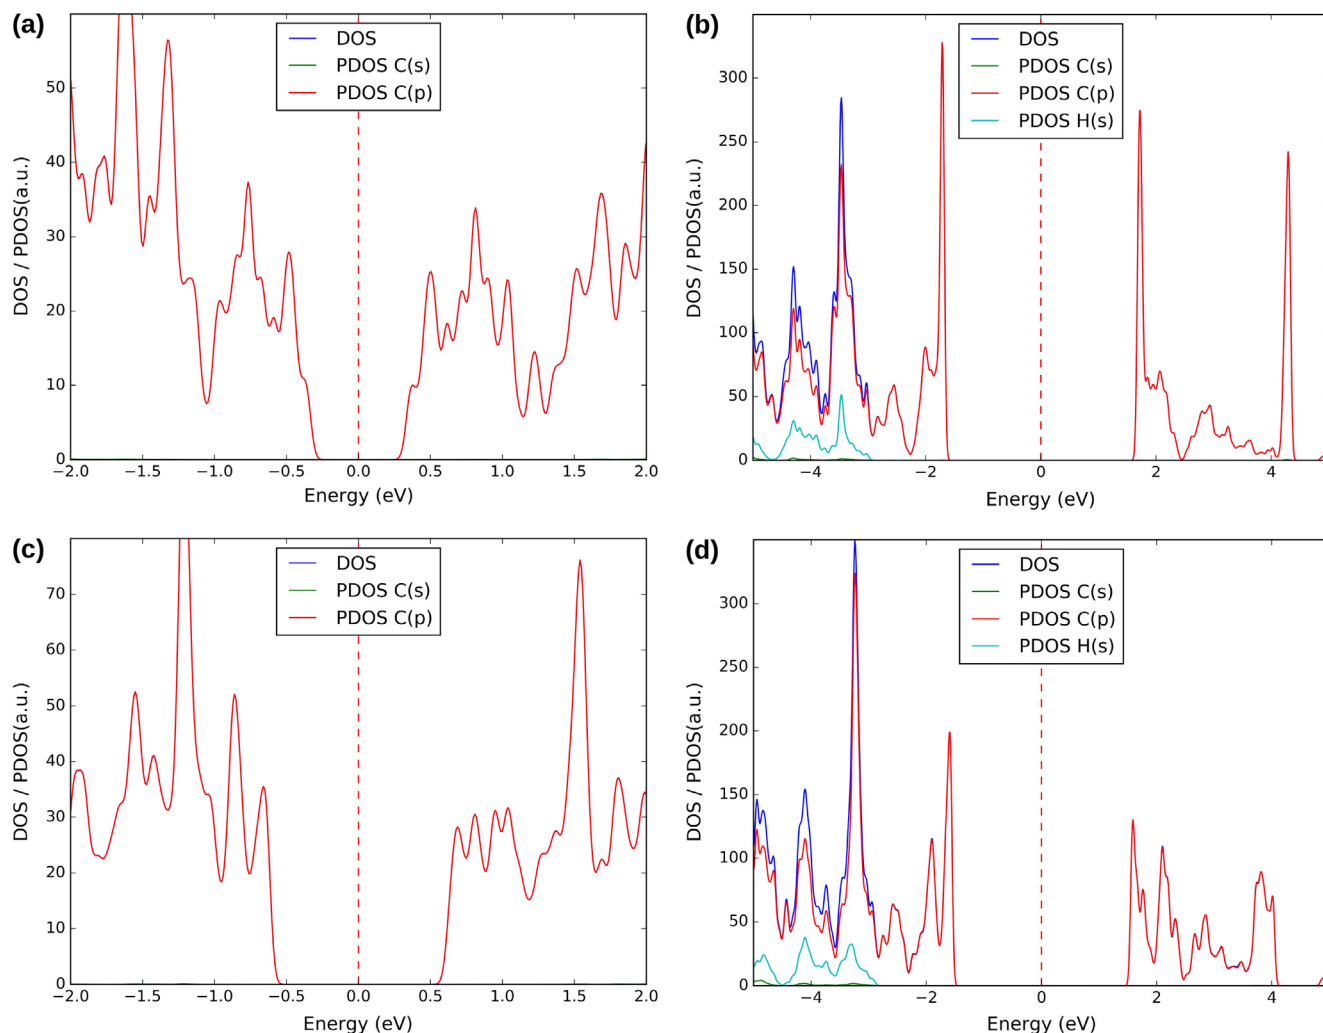 (a)
DOS
PDOS C(s)
PDOS C(p)
DOS / PDOS(a.u.)
50
40
30
20
10
0
−2.0 −1.5 −1.0 −0.5 0.0 0.5 1.0 1.5 2.0
Energy (eV)
(b)
DOS
PDOS C(s)
PDOS C(p)
PDOS H(s)
DOS / PDOS(a.u.)
300
250
200
150
100
50
0
−4 −2 0 2 4
Energy (eV)
(c)
DOS
PDOS C(s)
PDOS C(p)
DOS / PDOS(a.u.)
70
60
50
40
30
20
10
0
−2.0 −1.5 −1.0 −0.5 0.0 0.5 1.0 1.5 2.0
Energy (eV)
(d)
DOS
PDOS C(s)
PDOS C(p)
PDOS H(s)
DOS / PDOS(a.u.)
300
250
200
150
100
50
0
−4 −2 0 2 4
Energy (eV)